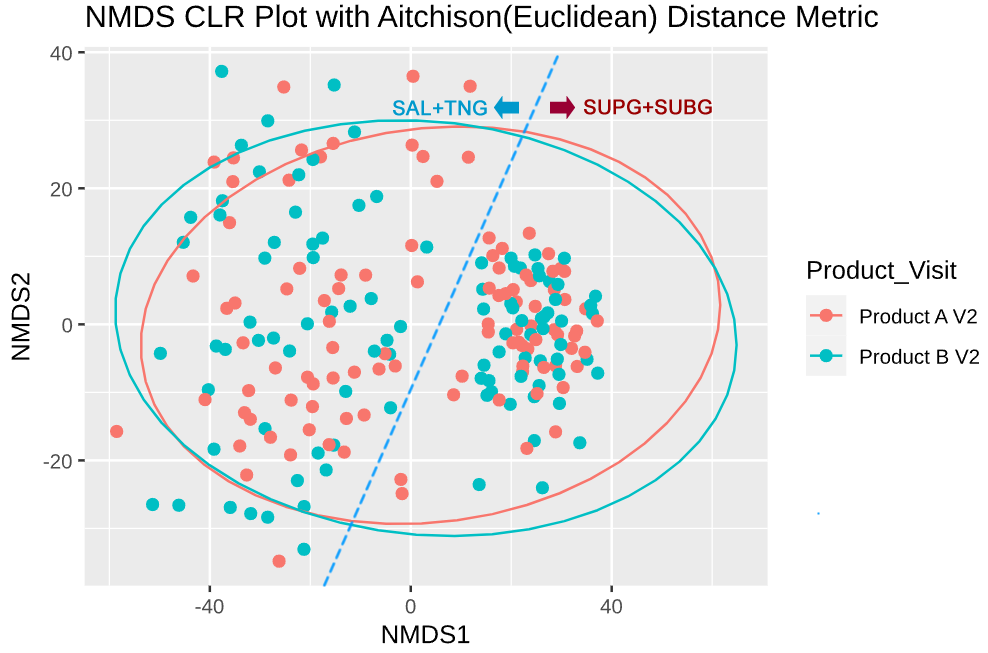 NMDS CLR Plot with Aitchison(Euclidean) Distance Metric
SAL+TNG
SUPG+SUBG
40
20
0
-20
NMDS2
-40
0
40
NMDS1
Product_Visit
Product A V2
Product B V2